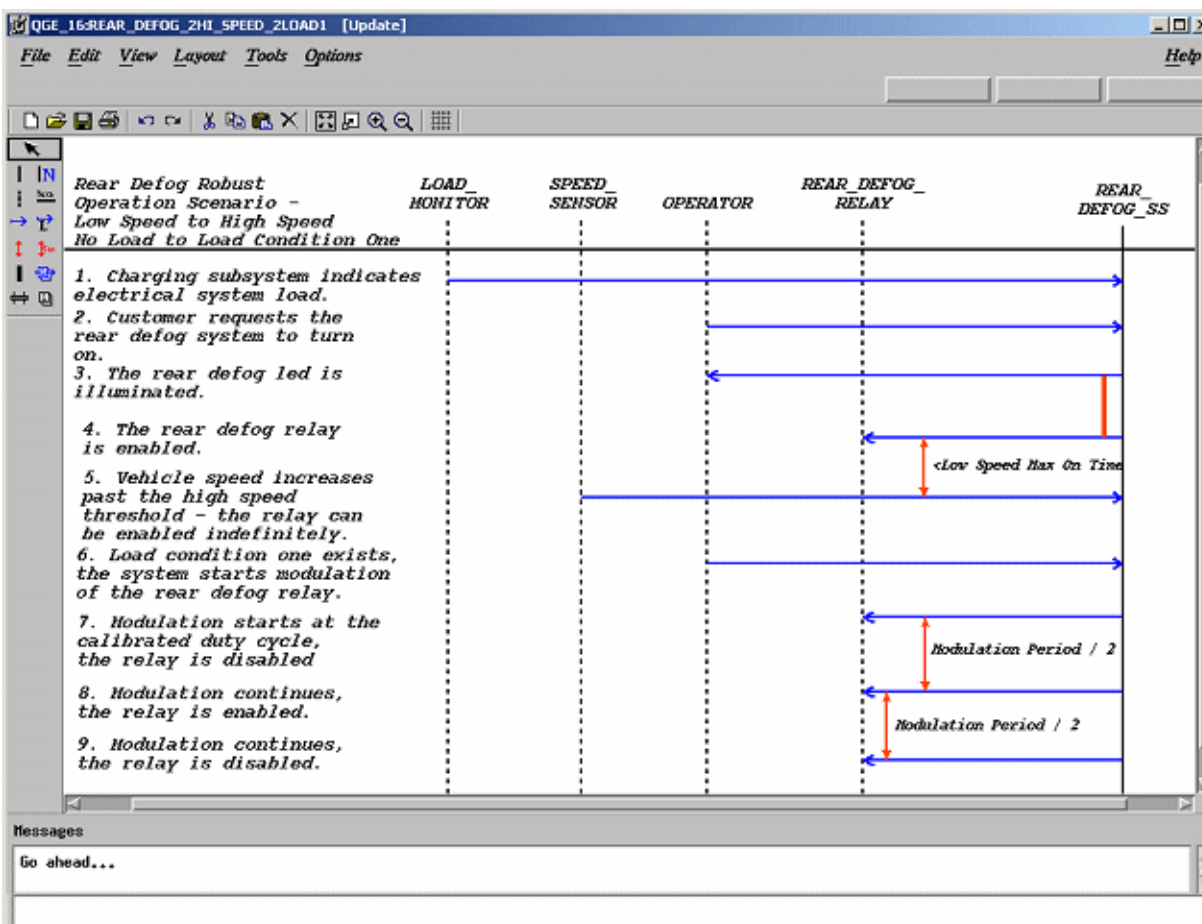 QGE_16:REAR_DEFOG_2HI_SPEED_2LOAD1 [Update]
File Edit View Layout Tools Options Help
Rear Defog Robust
Operation Scenario -
Low Speed to High Speed
No Load to Load Condition One
LOAD_
MONITOR
SPEED_
SENSOR
OPERATOR
REAR_DEFOG_
RELAY
REAR_
DEFOG_SS
1. Charging subsystem indicates
electrical system load.
2. Customer requests the
rear defog system to turn
on.
3. The rear defog led is
illuminated.
4. The rear defog relay
is enabled.
<Low Speed Max On Time
5. Vehicle speed increases
past the high speed
threshold - the relay can
be enabled indefinitely.
6. Load condition one exists,
the system starts modulation
of the rear defog relay.
7. Modulation starts at the
calibrated duty cycle,
the relay is disabled
Modulation Period / 2
8. Modulation continues,
the relay is enabled.
Modulation Period / 2
9. Modulation continues,
the relay is disabled.
Messages
Go ahead...